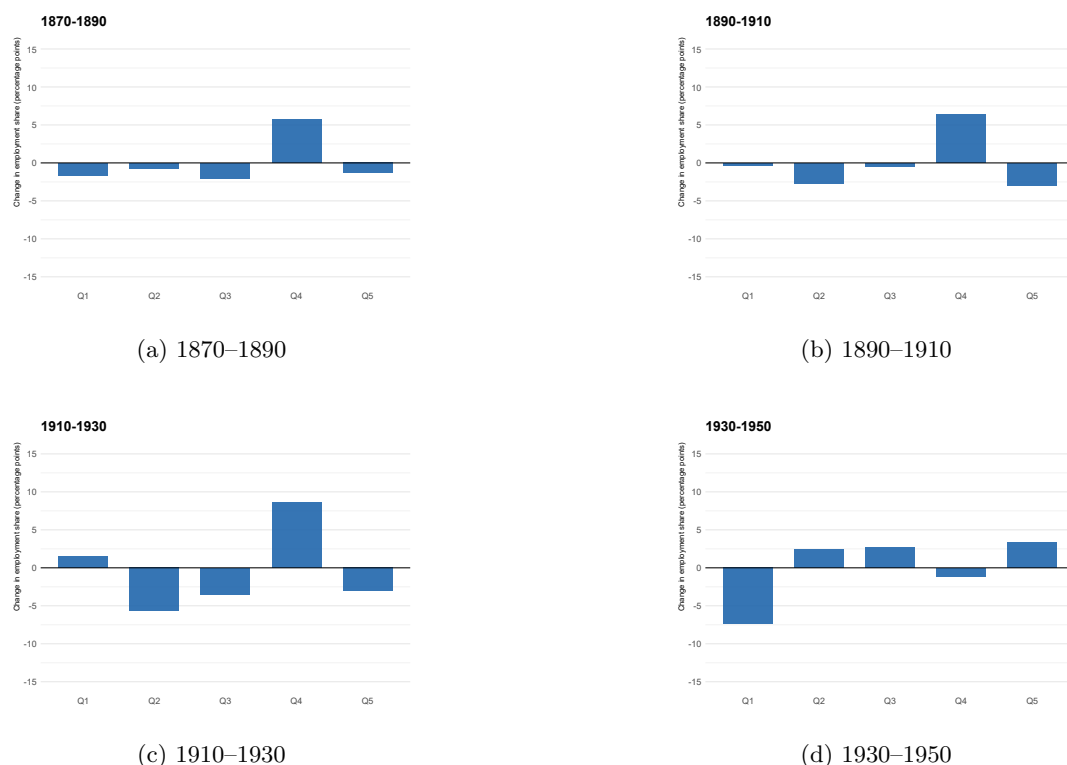 1870-1890
Change in employment share (percentage points)
15
10
5
0
-5
-10
-15
Q1 Q2 Q3 Q4 Q5
(a) 1870–1890
1890-1910
Change in employment share (percentage points)
15
10
5
0
-5
-10
-15
Q1 Q2 Q3 Q4 Q5
(b) 1890–1910
1910-1930
Change in employment share (percentage points)
15
10
5
0
-5
-10
-15
Q1 Q2 Q3 Q4 Q5
(c) 1910–1930
1930-1950
Change in employment share (percentage points)
15
10
5
0
-5
-10
-15
Q1 Q2 Q3 Q4 Q5
(d) 1930–1950